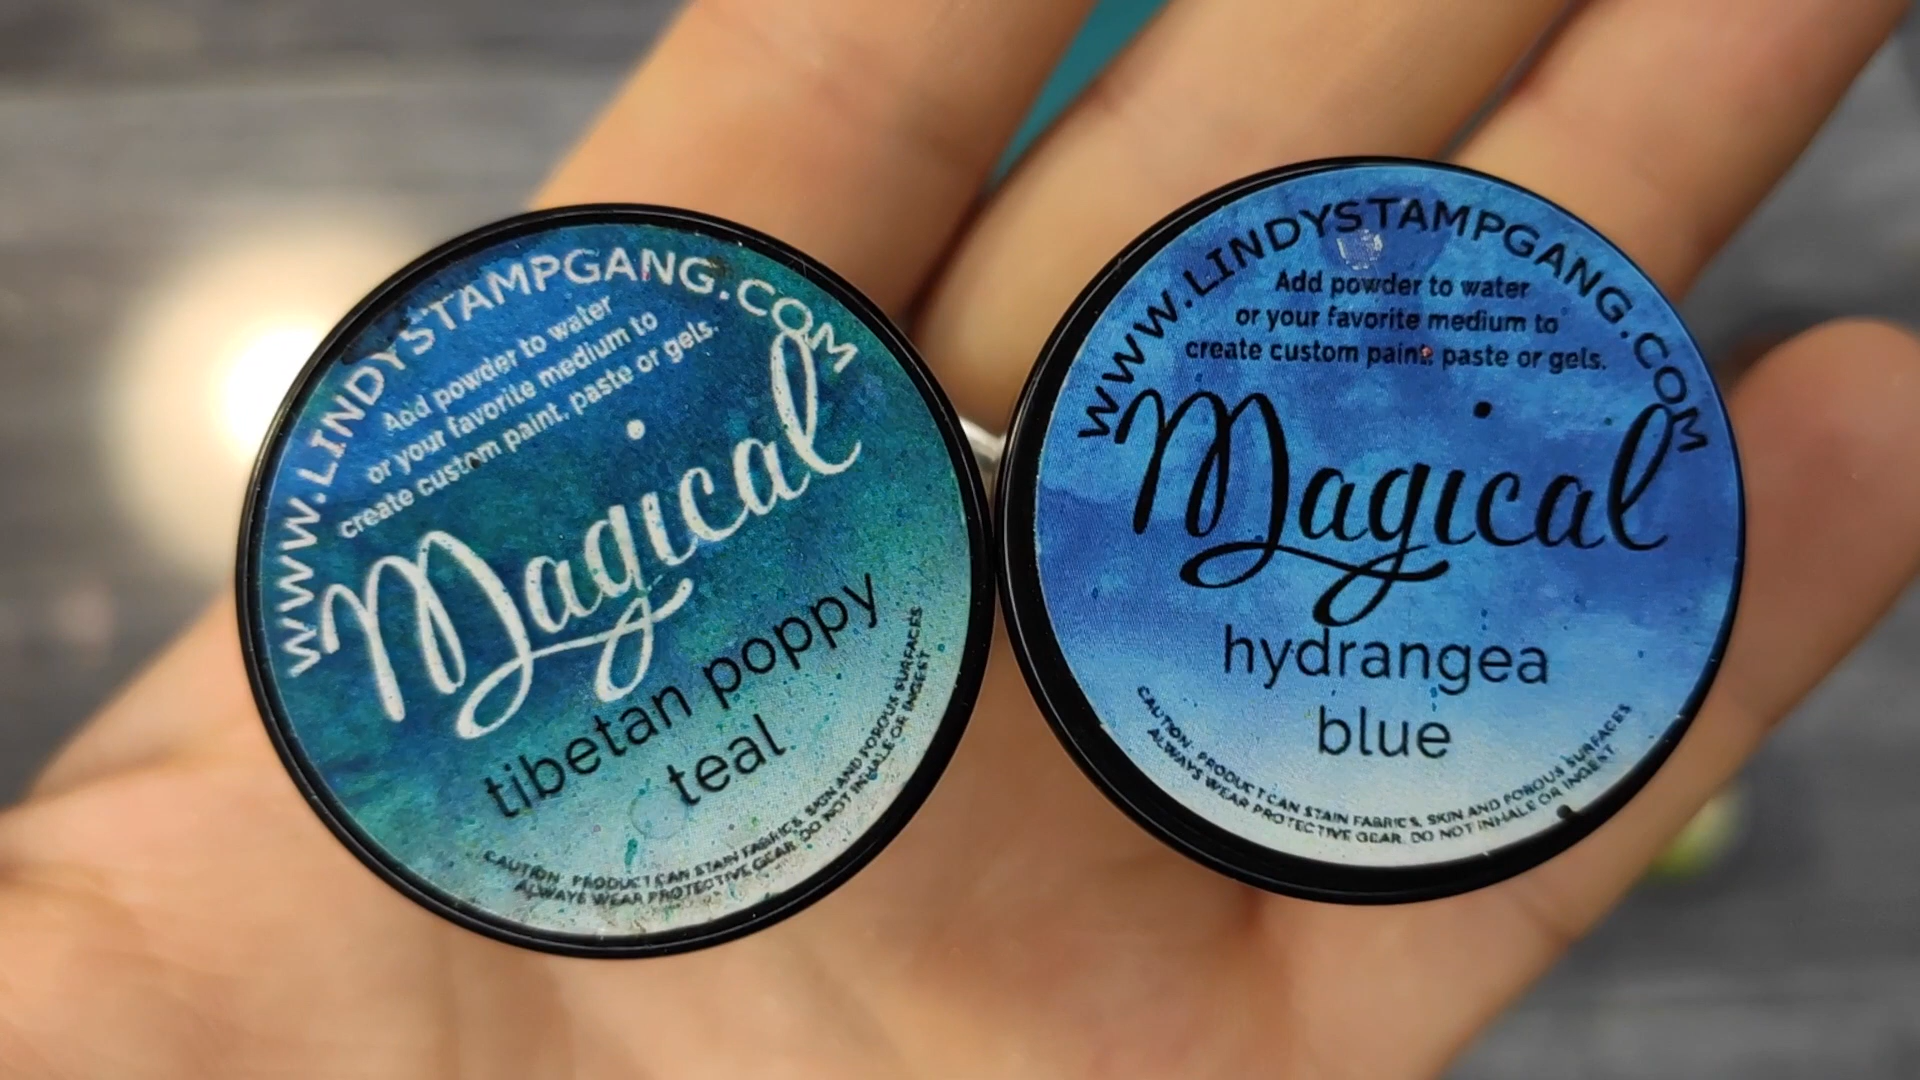 WWW.LINDYSTAMPGANG.COM
Add powder to water
or your favorite medium to
create custom paint, paste or gels.
Magical
tibetan poppy
teal
CAUTION: PRODUCT CAN STAIN FABRICS, SKIN AND POROUS SURFACES
ALWAYS WEAR PROTECTIVE GEAR. DO NOT INHALE OR INGEST
WWW.LINDYSTAMPGANG.COM
Add powder to water
or your favorite medium to
create custom paint, paste or gels.
Magical
hydrangea
blue
CAUTION: PRODUCT CAN STAIN FABRICS, SKIN AND POROUS SURFACES
ALWAYS WEAR PROTECTIVE GEAR. DO NOT INHALE OR INGEST